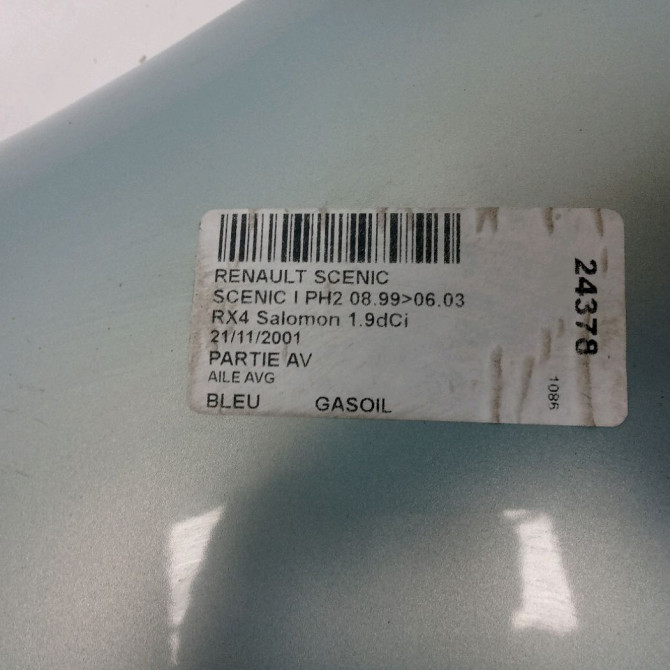 RENAULT SCENIC
SCENIC I PH2 08.99>06.03
RX4 Salomon 1.9dCi
21/11/2001
PARTIE AV
AILE AVG
BLEU GASOIL
24378
1086